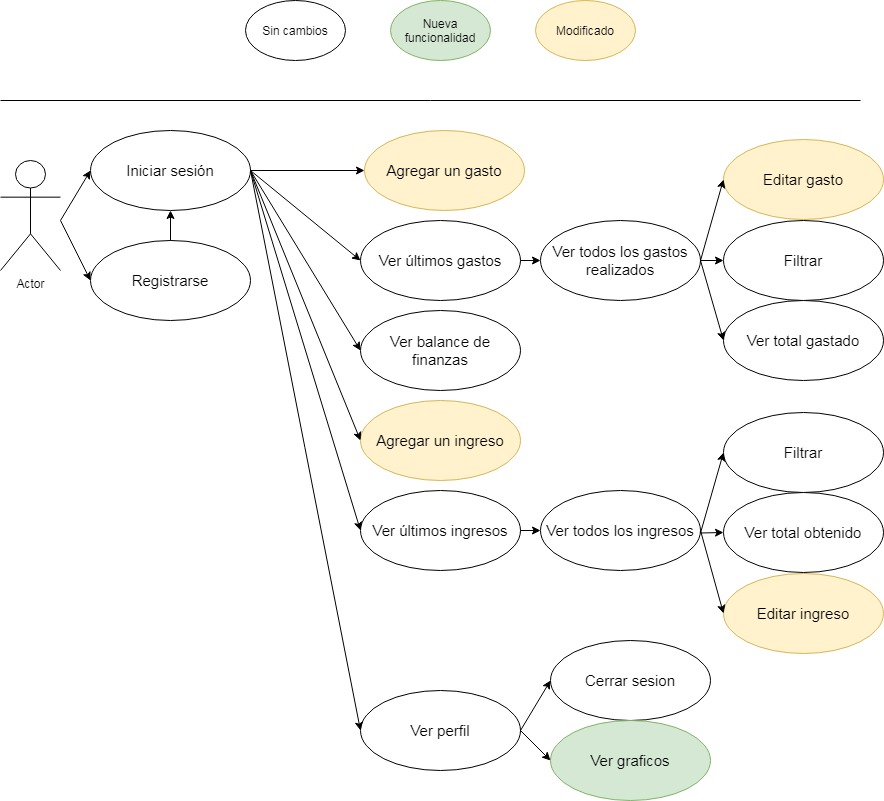 Sin cambios
Nueva
funcionalidad
Modificado
Iniciar sesión
Registrarse
Actor
Agregar un gasto
Ver últimos gastos
Ver todos los gastos
realizados
Editar gasto
Filtrar
Ver total gastado
Ver balance de
finanzas
Agregar un ingreso
Ver últimos ingresos
Ver todos los ingresos
Filtrar
Ver total obtenido
Editar ingreso
Ver perfil
Cerrar sesion
Ver graficos